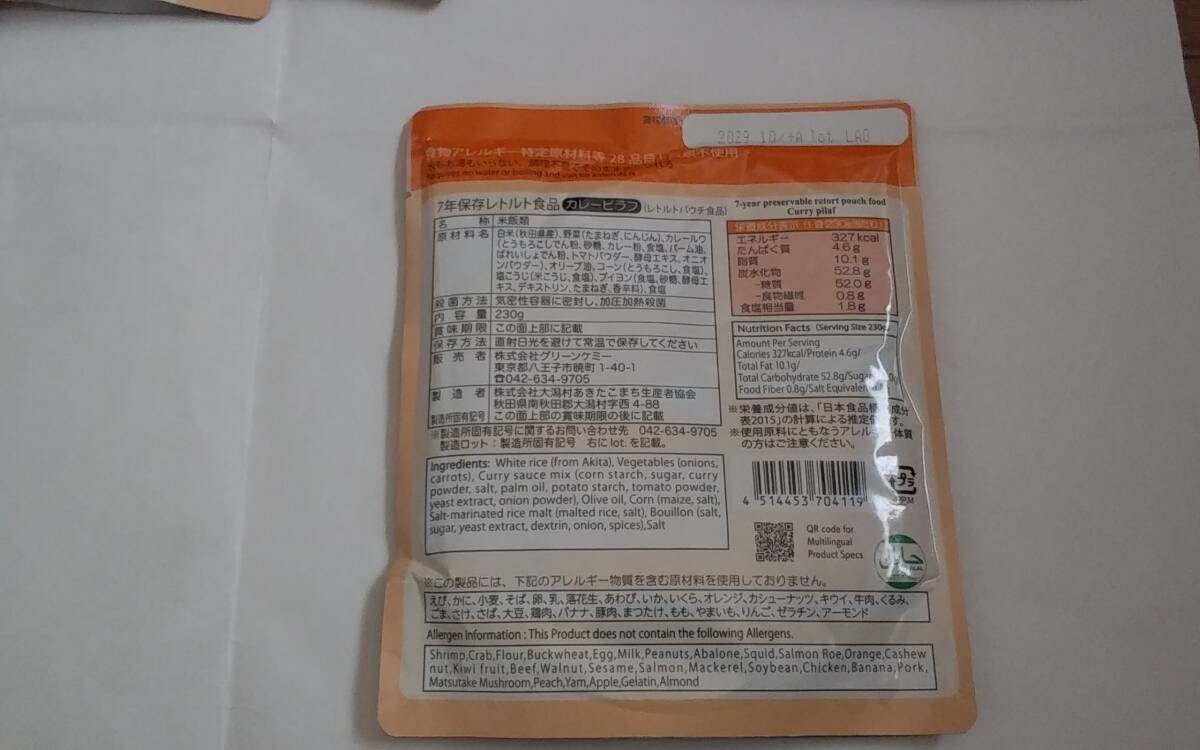 2029 10/+A lot LAG
食物アレルギー特定原材料等 28 品目
7年保存レトルト食品 カレーピラフ (レトルトパウチ食品)
名 称 米飯類
原材料名 白米(秋田県産)、野菜(たまねぎ、にんじん)、カレールウ
(とうもろこしでん粉、砂糖、カレー粉、食塩、パーム油、
ばれいしょでん粉、トマトパウダー、酵母エキス、オニオ
ンパウダー)、オリーブ油、コーン(とうもろこし、食塩)、
塩こうじ(米こうじ、食塩)、ブイヨン(食塩、砂糖、酵母エ
キス、デキストリン、たまねぎ、香辛料)、食塩
殺菌方法 気密性容器に密封し、加圧加熱殺菌
内容量 230g
賞味期限 この面上部に記載
保存方法 直射日光を避けて常温で保存してください
販売者 株式会社グリーンケミー
東京都八王子市暁町 1-40-1
☎042-634-9705
製造者 株式会社大潟村あきたこまち生産者協会
秋田県南秋田郡大潟村字西 4-88
製造所固有記号 この面上部の賞味期限の後に記載
※製造所固有記号に関するお問い合わせ先 042-634-9705
製造ロット:製造所固有記号 右に lot. を記載。
Ingredients: White rice (from Akita), Vegetables (onions,
carrots), Curry sauce mix (corn starch, sugar, curry
powder, salt, palm oil, potato starch, tomato powder,
yeast extract, onion powder), Olive oil, Corn (maize, salt),
Salt-marinated rice malt (malted rice, salt), Bouillon (salt,
sugar, yeast extract, dextrin, onion, spices),Salt
7-year preservable retort pouch food
Curry pilaf
エネルギー 327 kcal
たんぱく質 4.6 g
脂質 10.1 g
炭水化物 52.8 g
-糖質 52.0 g
-食物繊維 0.8 g
食塩相当量 1.8 g
Nutrition Facts (Serving Size 230g)
Amount Per Serving
Calories 327kcal/Protein 4.6g/
Total Fat 10.1g/
Total Carbohydrate 52.8g/
Food Fiber 0.8g/Salt Equivalent
※栄養成分値は、「日本食品標準成分
表2015」の計算による推定値です。
※使用原料にともなうアレルギー体質
の方はご注意ください。
4 514453 704119
プラ
QR code for
Multilingual
Product Specs
حلال
※この製品には、下記のアレルギー物質を含む原材料を使用しておりません。
えび、かに、小麦、そば、卵、乳、落花生、あわび、いか、いくら、オレンジ、カシューナッツ、キウイ、牛肉、くるみ、
ごま、さけ、さば、大豆、鶏肉、バナナ、豚肉、まつたけ、もも、やまいも、りんご、ゼラチン、アーモンド
Allergen Information : This Product does not contain the following Allergens.
Shrimp,Crab,Flour,Buckwheat,Egg,Milk,Peanuts,Abalone,Squid,Salmon Roe,Orange,Cashew
nut,Kiwi fruit,Beef,Walnut,Sesame,Salmon,Mackerel,Soybean,Chicken,Banana,Pork,
Matsutake Mushroom,Peach,Yam,Apple,Gelatin,Almond